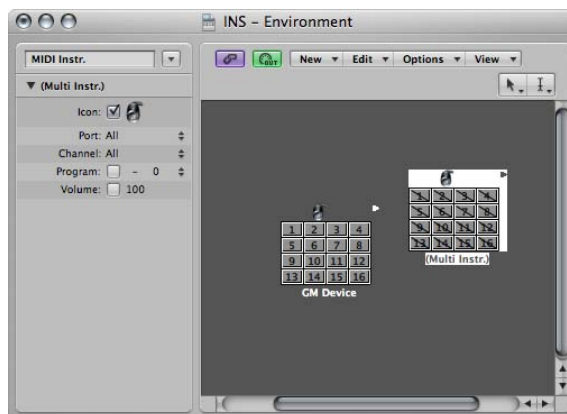 INS – Environment
MIDI Instr.
(Multi Instr.)
Icon:
Port: All
Channel: All
Program: - 0
Volume: 100
OUT New Edit Options View
1 2 3 4
5 6 7 8
9 10 11 12
13 14 15 16
GM Device
1 2 3 4
5 6 7 8
9 10 11 12
13 14 15 16
(Multi Instr.)